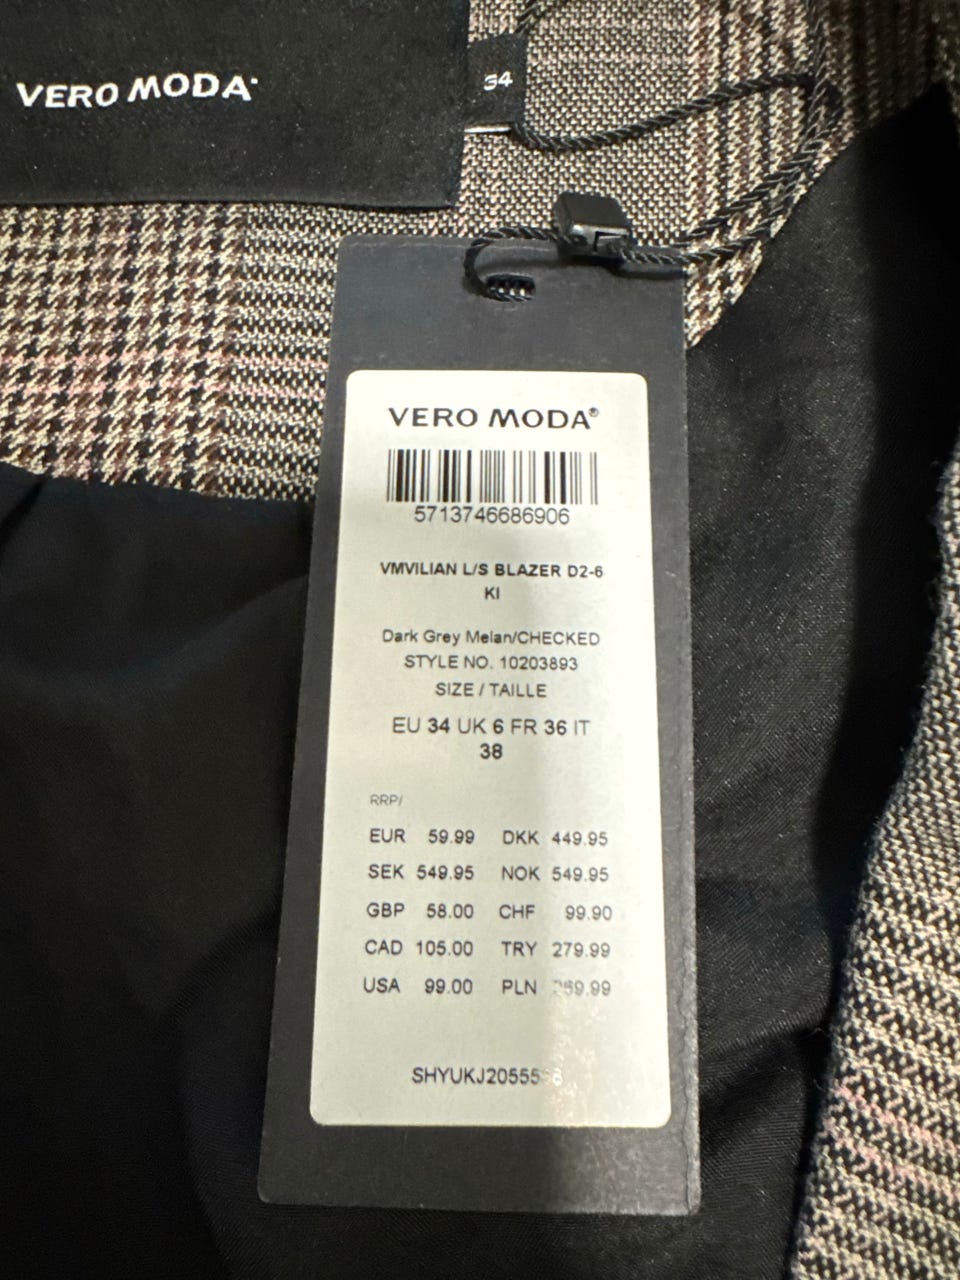 VERO MODA
34
VERO MODA®
5713746686906
VMVILIAN L/S BLAZER D2-6
KI
Dark Grey Melan/CHECKED
STYLE NO. 10203893
SIZE / TAILLE
EU 34 UK 6 FR 36 IT
38
RRP/
EUR 59.99 DKK 449.95
SEK 549.95 NOK 549.95
GBP 58.00 CHF 99.90
CAD 105.00 TRY 279.99
USA 99.00 PLN